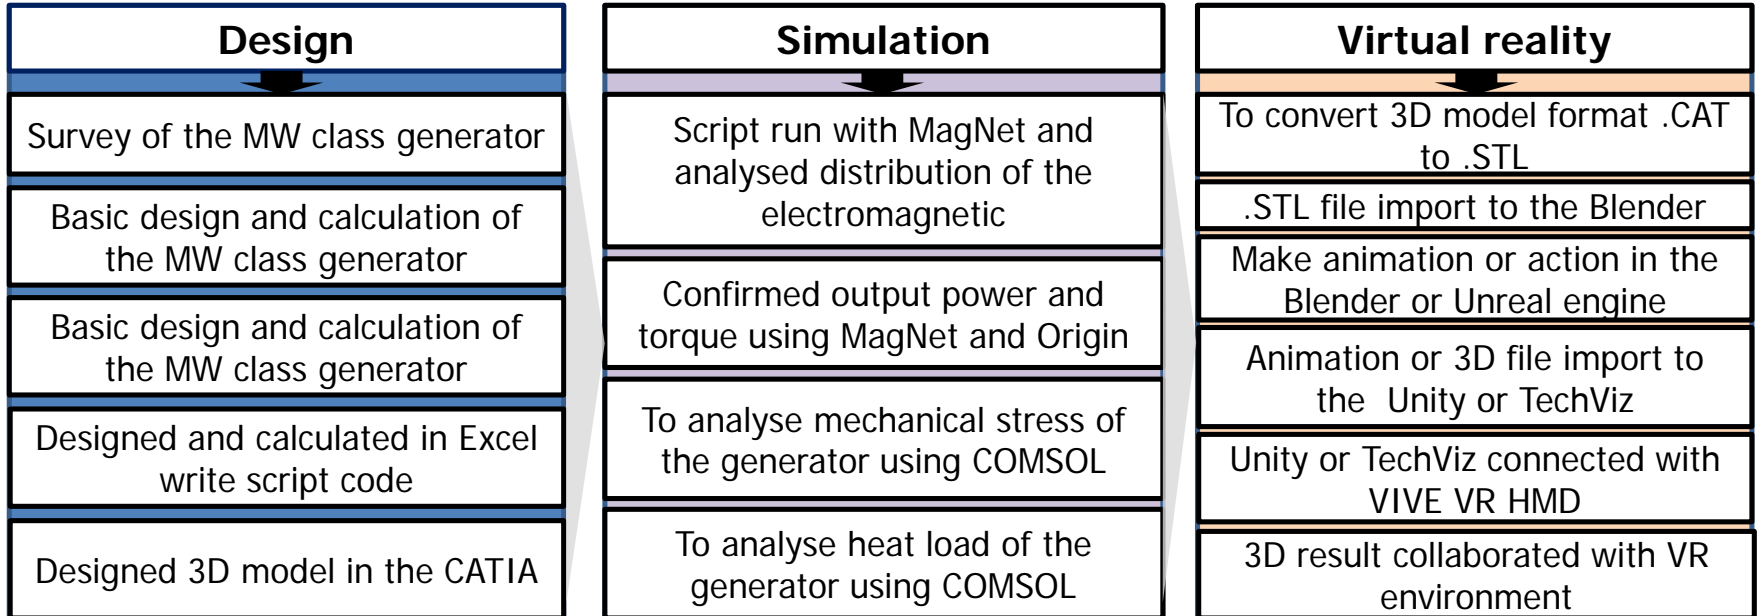 Design
Survey of the MW class generator
Basic design and calculation of
the MW class generator
Basic design and calculation of
the MW class generator
Designed and calculated in Excel
write script code
Designed 3D model in the CATIA
Simulation
Script run with MagNet and
analysed distribution of the
electromagnetic
Confirmed output power and
torque using MagNet and Origin
To analyse mechanical stress of
the generator using COMSOL
To analyse heat load of the
generator using COMSOL
Virtual reality
To convert 3D model format .CAT
to .STL
.STL file import to the Blender
Make animation or action in the
Blender or Unreal engine
Animation or 3D file import to
the Unity or TechViz
Unity or TechViz connected with
VIVE VR HMD
3D result collaborated with VR
environment